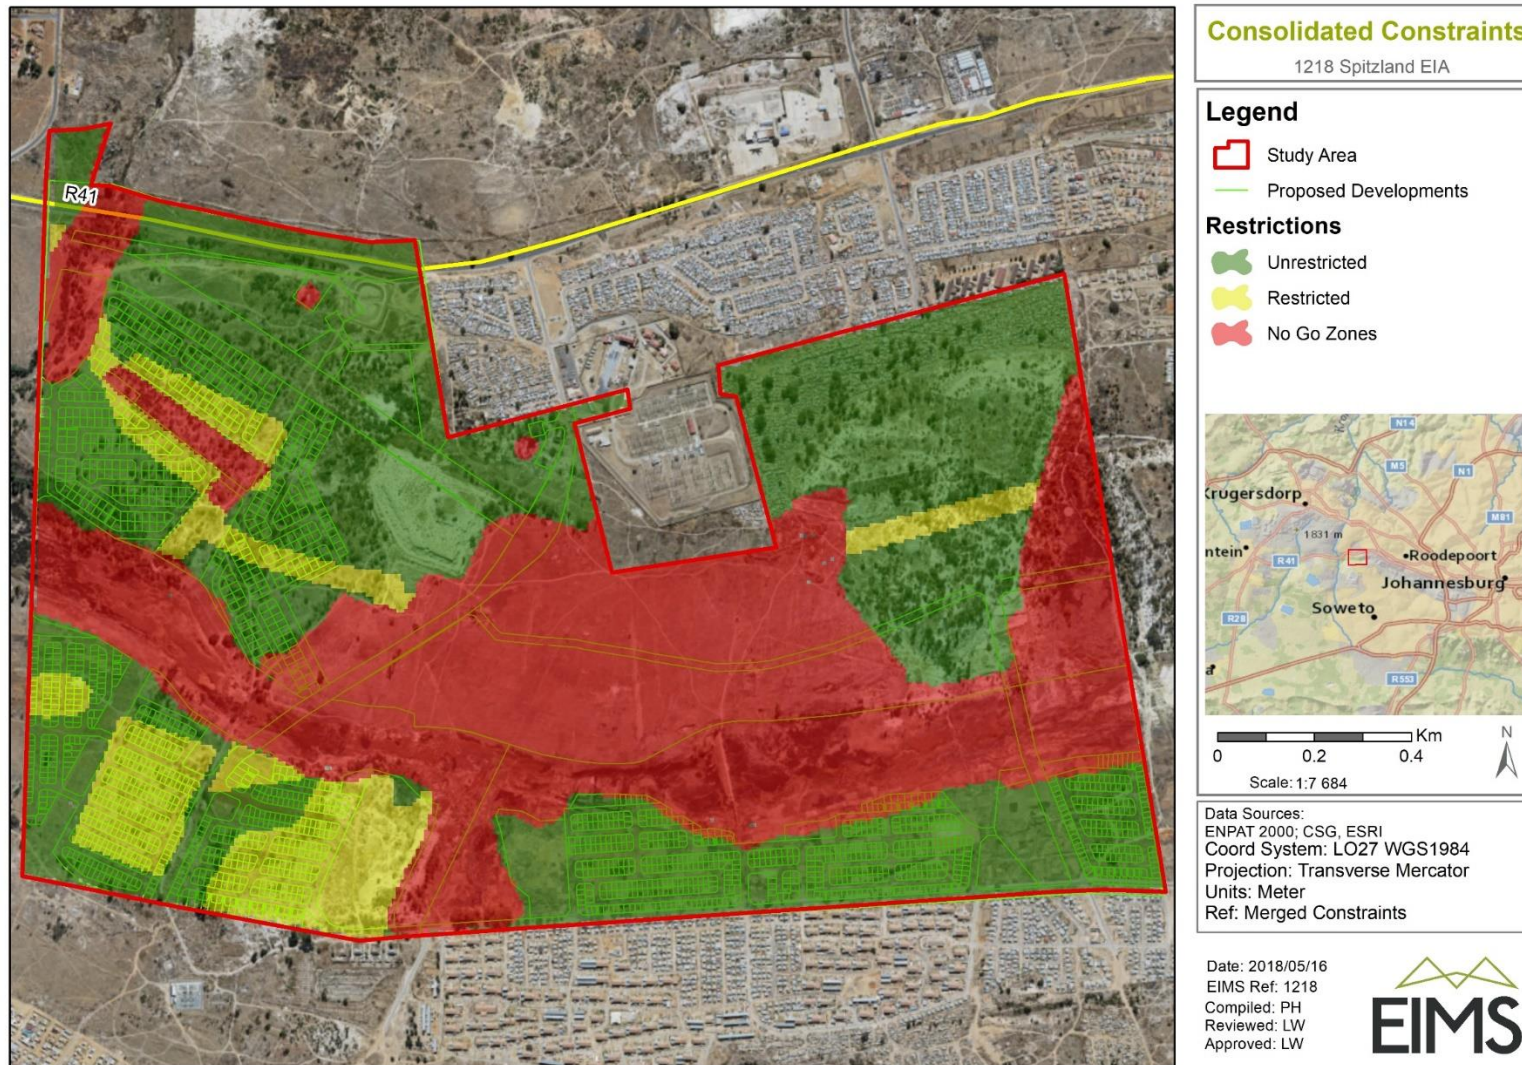 R41
Consolidated Constraints
1218 Spitzland EIA
Legend
Study Area
Proposed Developments
Restrictions
Unrestricted
Restricted
No Go Zones
N14
M5
N1
Krugersdorp
M81
1831 m
ntein
R41
Roodepoort
Johannesburg
Soweto
R28
a
R553
Km
0 0.2 0.4
N
Scale: 1:7 684
Data Sources:
ENPAT 2000; CSG, ESRI
Coord System: LO27 WGS1984
Projection: Transverse Mercator
Units: Meter
Ref: Merged Constraints
Date: 2018/05/16
EIMS Ref: 1218
Compiled: PH
Reviewed: LW
Approved: LW
EIMS